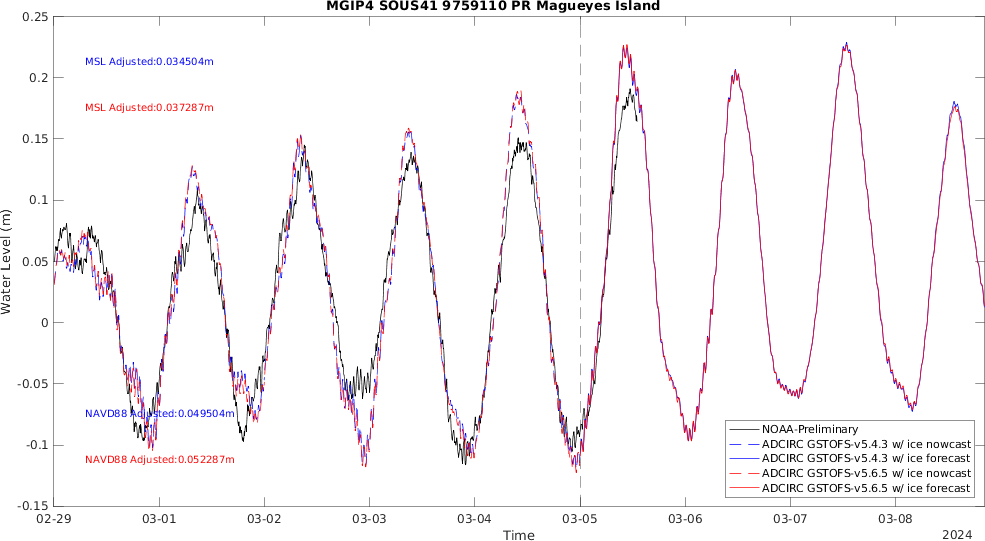 MGIP4 SOUS41 9759110 PR Magueyes Island
0.25
0.2
0.15
0.1
0.05
0
-0.05
-0.1
-0.15
Water Level (m)
MSL Adjusted:0.034504m
MSL Adjusted:0.037287m
NAVD88 Adjusted:0.049504m
NAVD88 Adjusted:0.052287m
NOAA-Preliminary
ADCIRC GSTOFS-v5.4.3 w/ ice nowcast
ADCIRC GSTOFS-v5.4.3 w/ ice forecast
ADCIRC GSTOFS-v5.6.5 w/ ice nowcast
ADCIRC GSTOFS-v5.6.5 w/ ice forecast
02-29 03-01 03-02 03-03 03-04 03-05 03-06 03-07 03-08
Time
2024